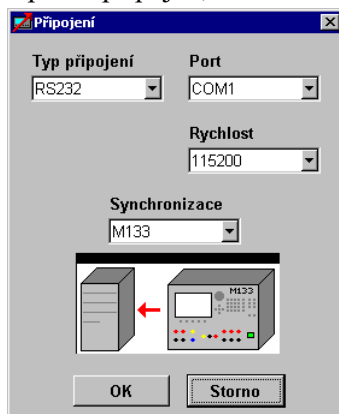 Připojení
Typ připojení Port
RS232 COM1
Rychlost
115200
Synchronizace
M133
M133
OK Storno